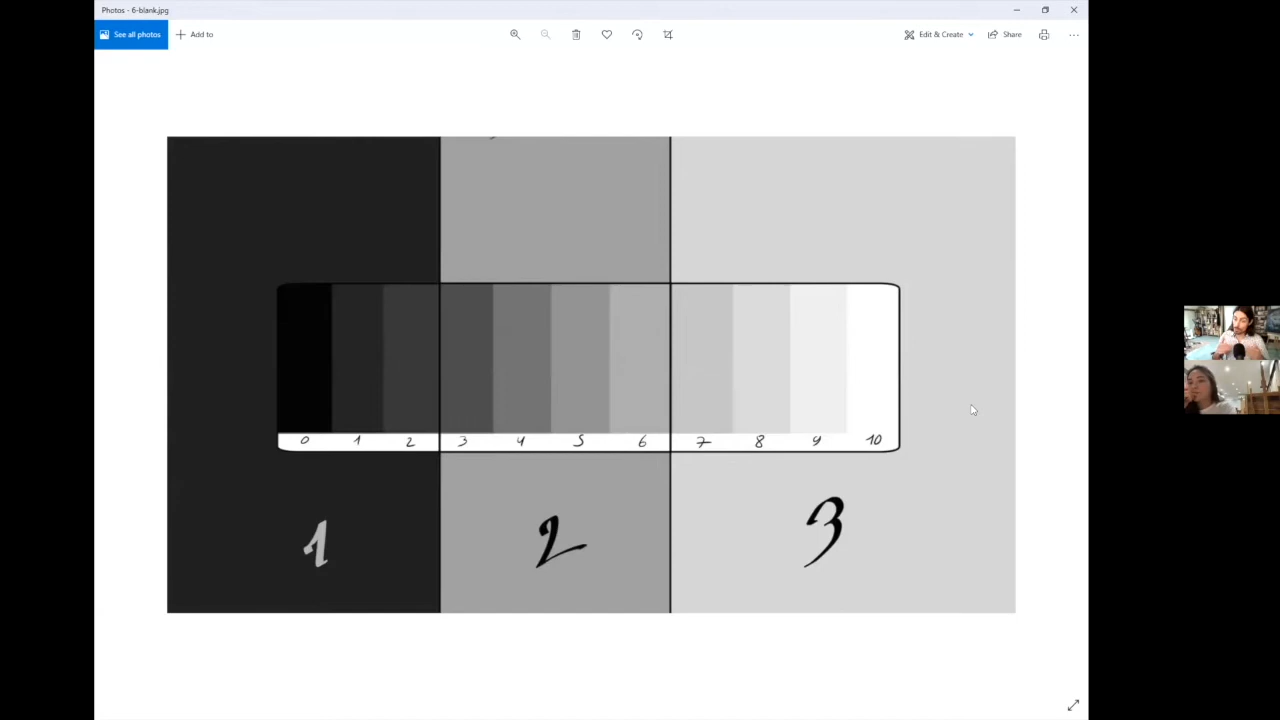 Photos - 6-blank.jpg
See all photos
Add to
Edit & Create
Share
0 1 2 3 4 5 6 7 8 9 10
1 2 3